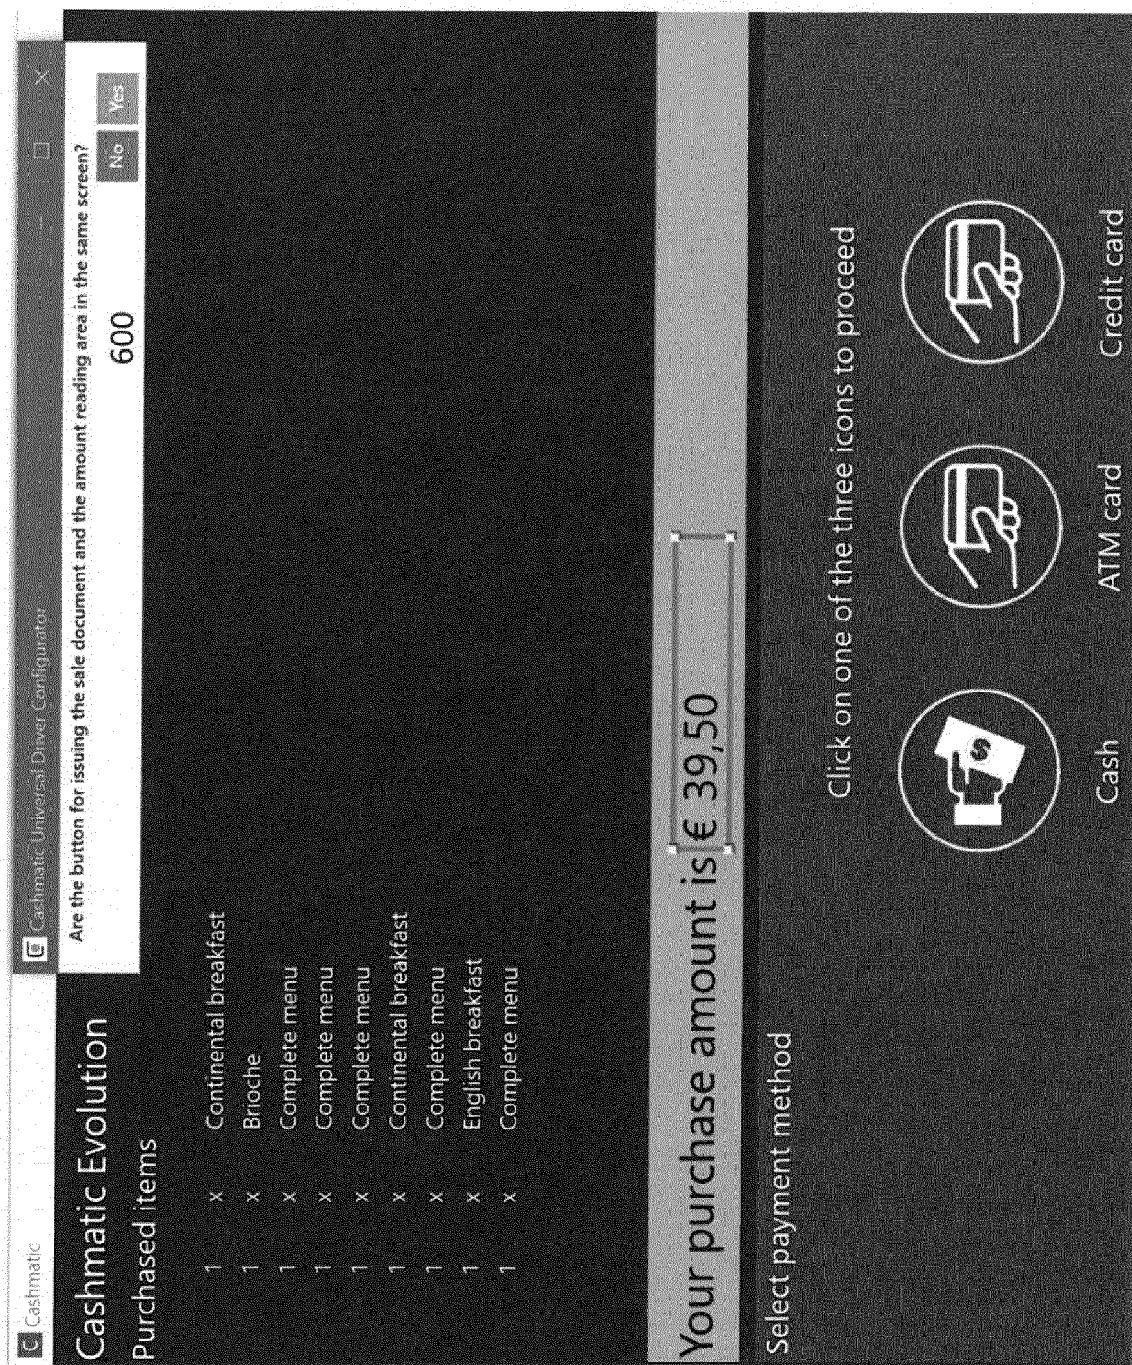 Cashmatic
Cashmatic Universal Driver Configurator
Are the button for issuing the sale document and the amount reading area in the same screen?
No Yes
600
Cashmatic Evolution
Purchased items
1 x Continental breakfast
1 x Brioche
1 x Complete menu
1 x Complete menu
1 x Complete menu
1 x Continental breakfast
1 x Complete menu
1 x English breakfast
1 x Complete menu
Your purchase amount is € 39,50
Select payment method
Click on one of the three icons to proceed
Cash ATM card Credit card